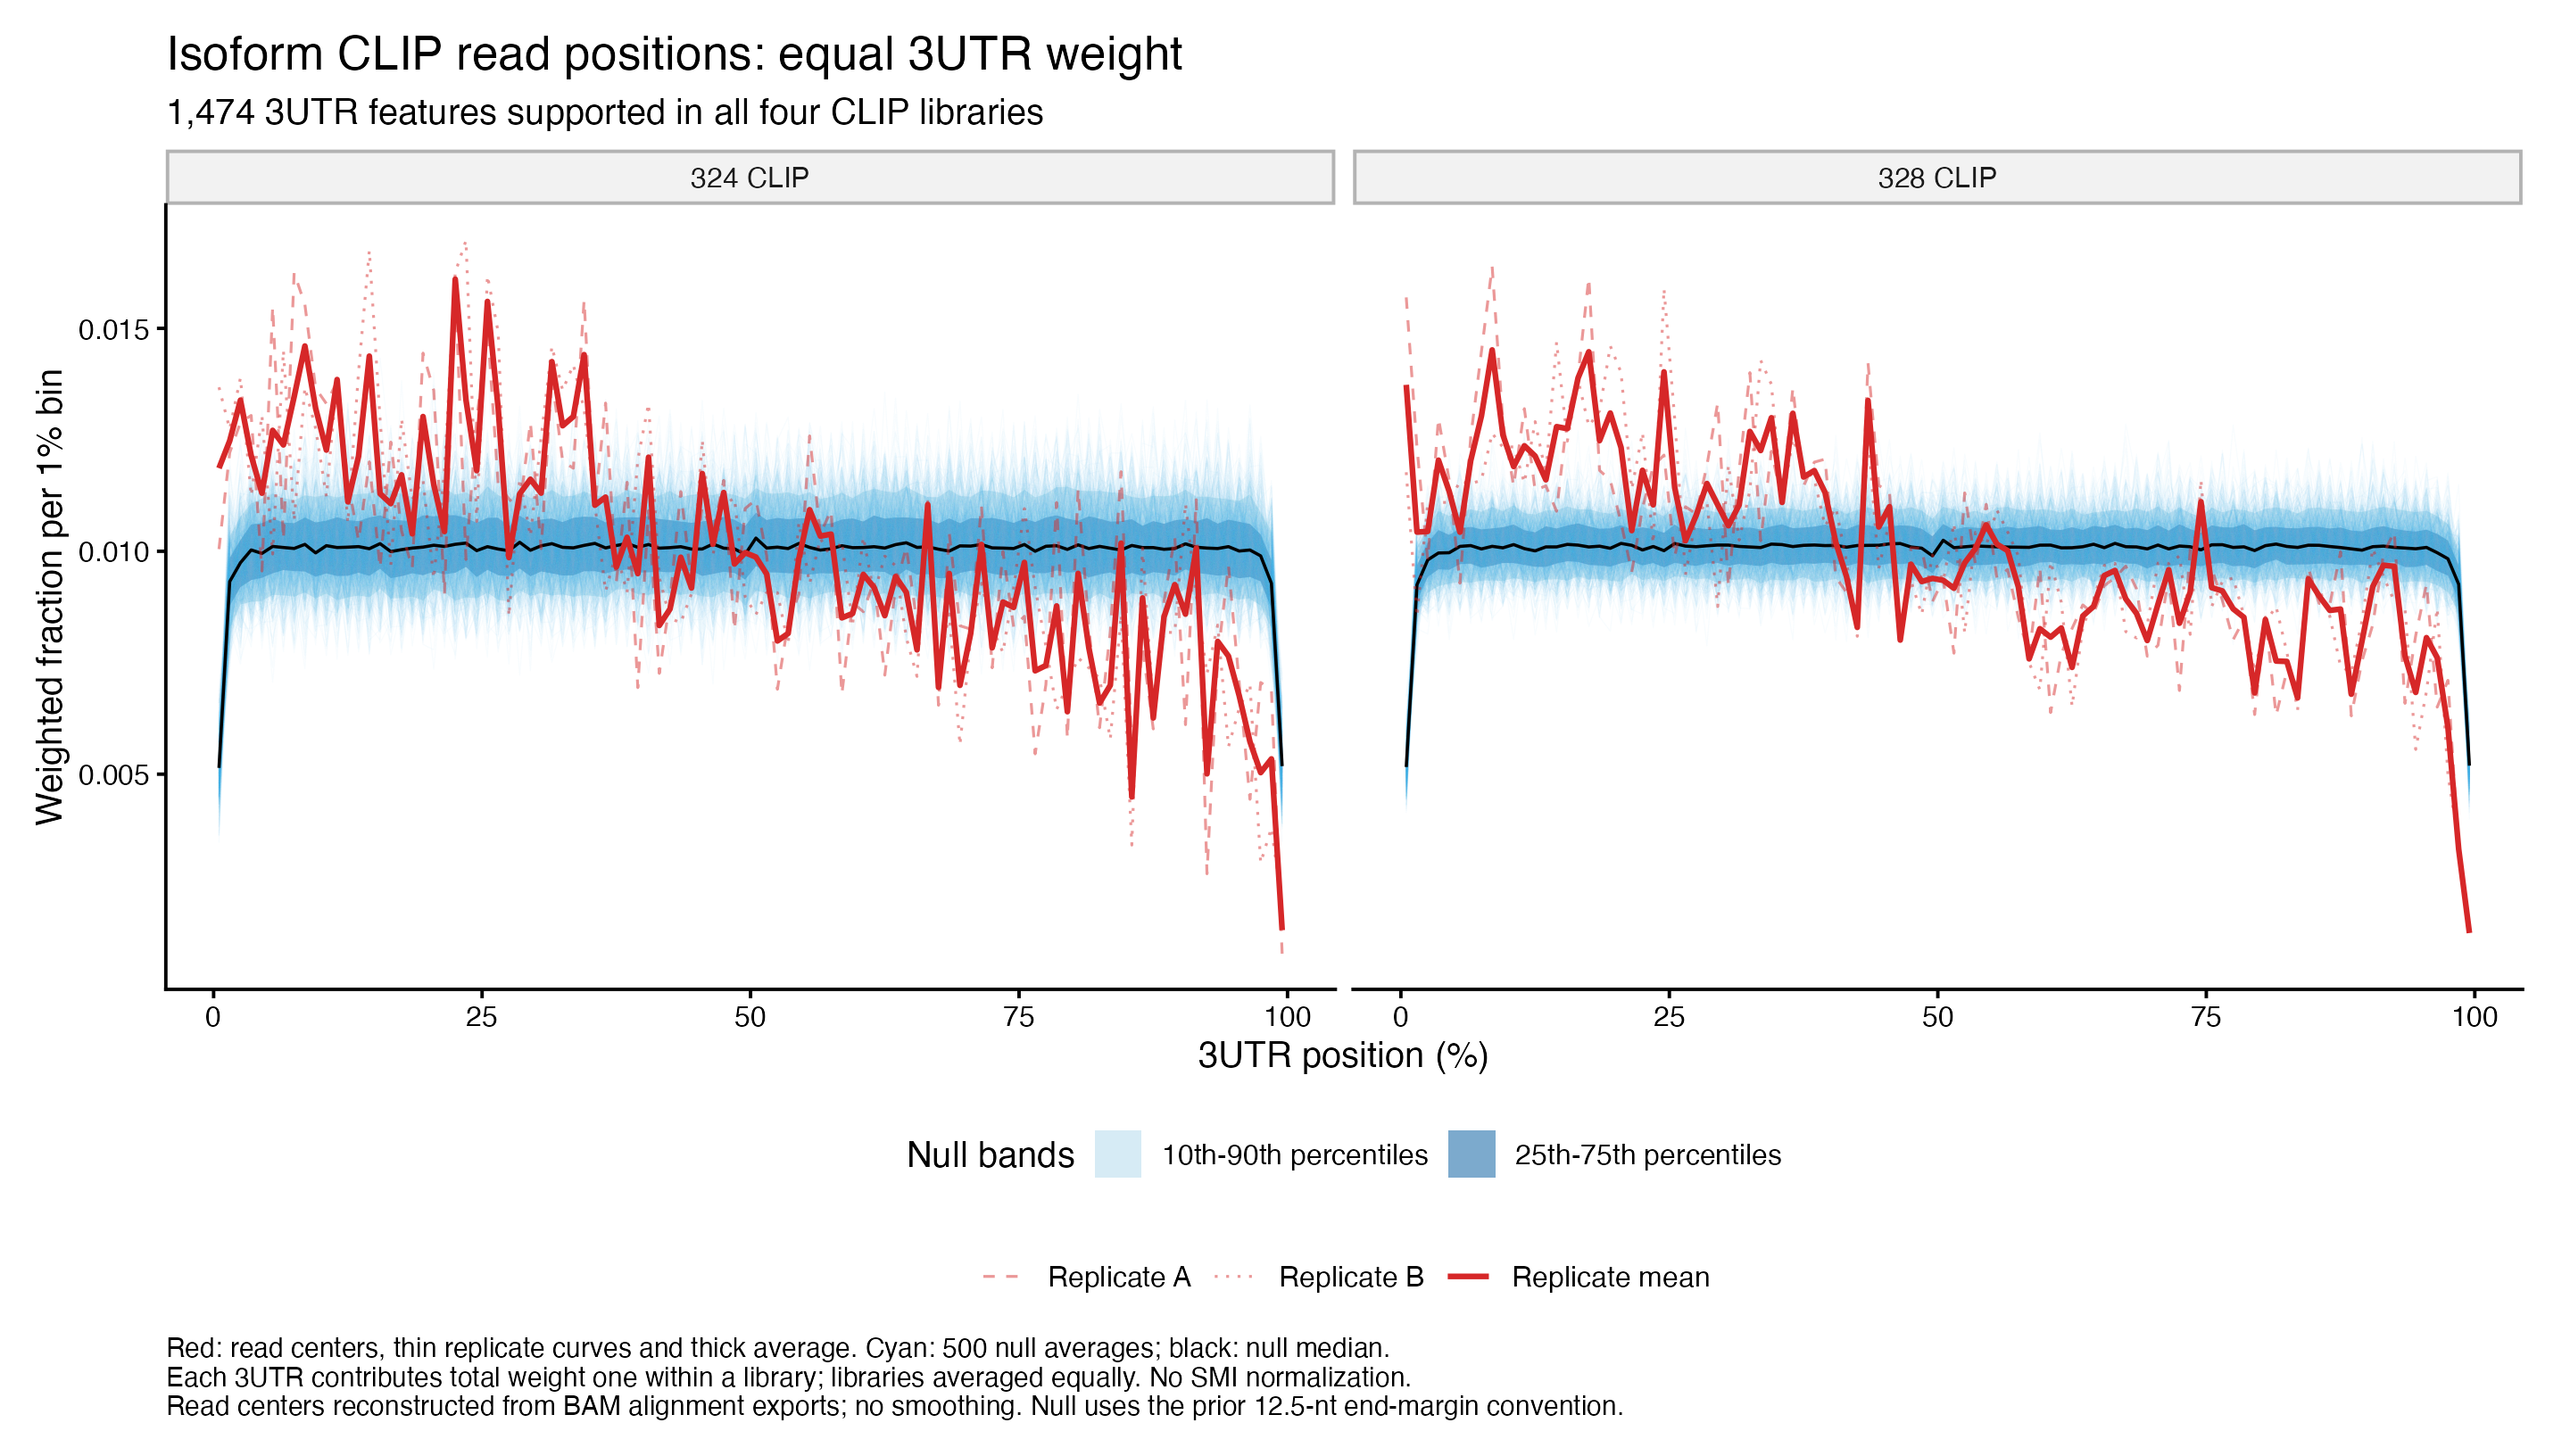 Isoform CLIP read positions: equal 3UTR weight
1,474 3UTR features supported in all four CLIP libraries
324 CLIP
328 CLIP
Weighted fraction per 1% bin
0.015
0.010
0.005
0 25 50 75 100
0 25 50 75 100
3UTR position (%)
Null bands 10th-90th percentiles 25th-75th percentiles
Replicate A Replicate B Replicate mean
Red: read centers, thin replicate curves and thick average. Cyan: 500 null averages; black: null median.
Each 3UTR contributes total weight one within a library; libraries averaged equally. No SMI normalization.
Read centers reconstructed from BAM alignment exports; no smoothing. Null uses the prior 12.5-nt end-margin convention.